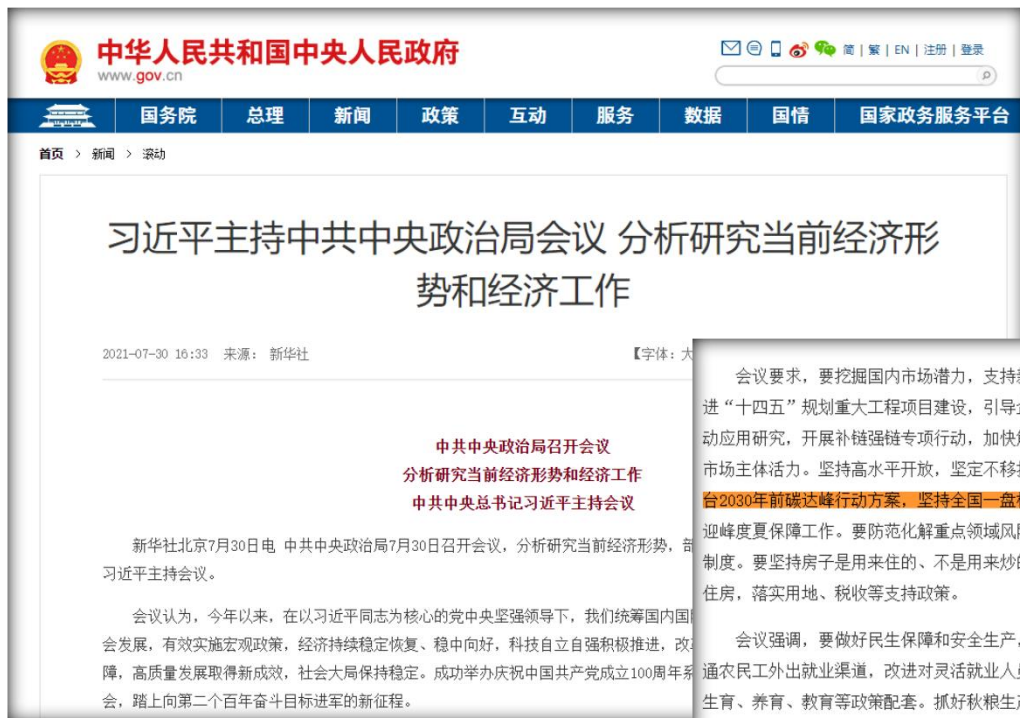 中华人民共和国中央人民政府
www.gov.cn
简 | 繁 | EN | 注册 | 登录
国务院 总理 新闻 政策 互动 服务 数据 国情 国家政务服务平台
首页 > 新闻 > 滚动
习近平主持中共中央政治局会议 分析研究当前经济形
势和经济工作
2021-07-30 16:33 来源： 新华社
【字体：大
中共中央政治局召开会议
分析研究当前经济形势和经济工作
中共中央总书记习近平主持会议
新华社北京7月30日电 中共中央政治局7月30日召开会议，分析研究当前经济形势，部
习近平主持会议。
会议认为，今年以来，在以习近平同志为核心的党中央坚强领导下，我们统筹国内国
会发展，有效实施宏观政策，经济持续稳定恢复、稳中向好，科技自立自强积极推进，改
障，高质量发展取得新成效，社会大局保持稳定。成功举办庆祝中国共产党成立100周年系
会，踏上向第二个百年奋斗目标进军的新征程。
会议要求，要挖掘国内市场潜力，支持
进“十四五”规划重大工程项目建设，引导
动应用研究，开展补链强链专项行动，加快
市场主体活力。坚持高水平开放，坚定不移
台2030年前碳达峰行动方案，坚持全国一盘
迎峰度夏保障工作。要防范化解重点领域风
制度。要坚持房子是用来住的、不是用来炒
住房，落实用地、税收等支持政策。
会议强调，要做好民生保障和安全生产，
通农民工外出就业渠道，改进对灵活就业人
生育、养育、教育等政策配套。抓好秋粮生